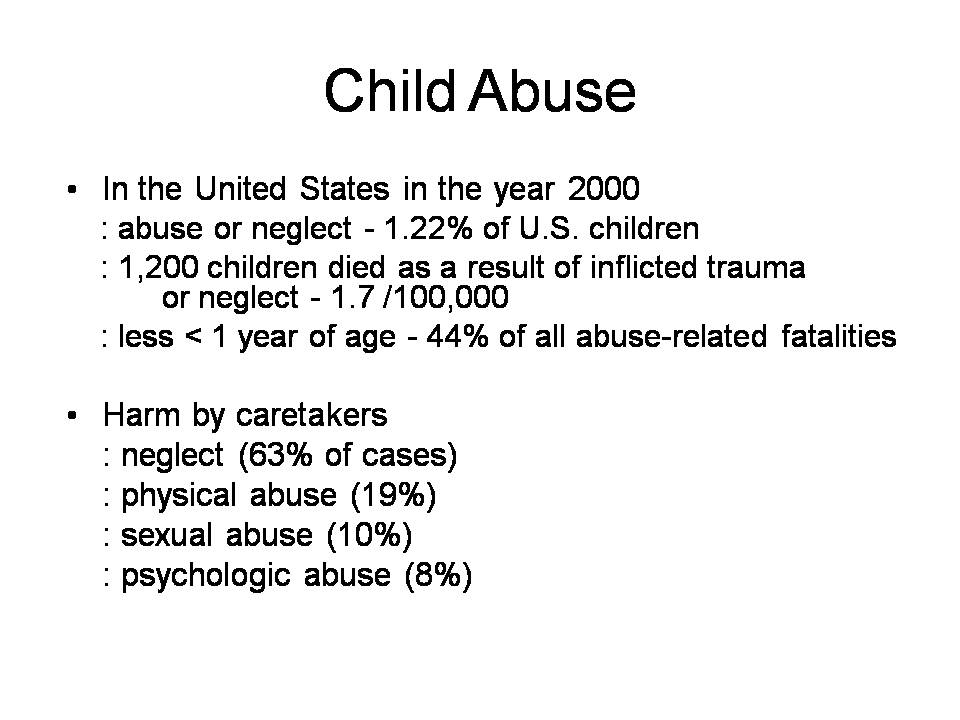 Child Abuse
• In the United States in the year 2000
: abuse or neglect - 1.22% of U.S. children
: 1,200 children died as a result of inflicted trauma
or neglect - 1.7 /100,000
: less < 1 year of age - 44% of all abuse-related fatalities
• Harm by caretakers
: neglect (63% of cases)
: physical abuse (19%)
: sexual abuse (10%)
: psychologic abuse (8%)